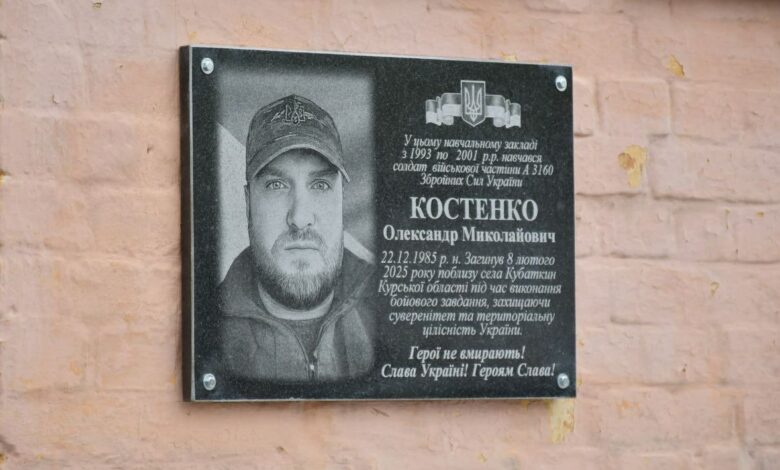 У цьому навчальному закладі
з 1993 по 2001 р.р. навчався
солдат військової частини А 3160
Збройних Сил України
КОСТЕНКО
Олександр Миколайович
22.12.1985 р. н. Загинув 8 лютого
2025 року поблизу села Кубаткин
Курської області під час виконання
бойового завдання, захищаючи
суверенітет та територіальну
цілісність України.
Герої не вмирають!
Слава Україні! Героям Слава!